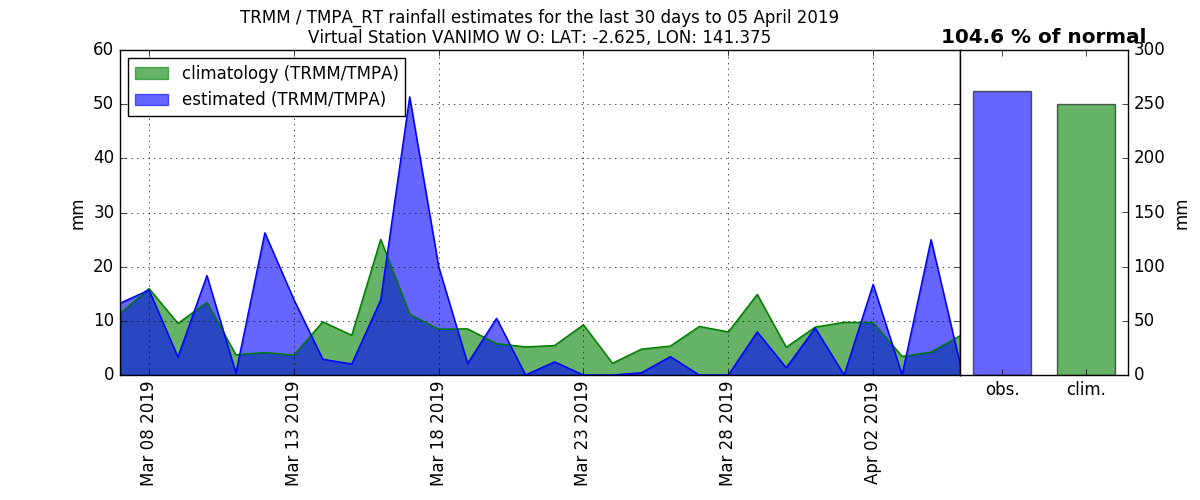 TRMM / TMPA_RT rainfall estimates for the last 30 days to 05 April 2019
Virtual Station VANIMO W O: LAT: -2.625, LON: 141.375
104.6 % of normal
climatology (TRMM/TMPA)
estimated (TRMM/TMPA)
60
50
40
30
20
10
0
mm
Mar 08 2019
Mar 13 2019
Mar 18 2019
Mar 23 2019
Mar 28 2019
Apr 02 2019
300
250
200
150
100
50
0
mm
obs.
clim.